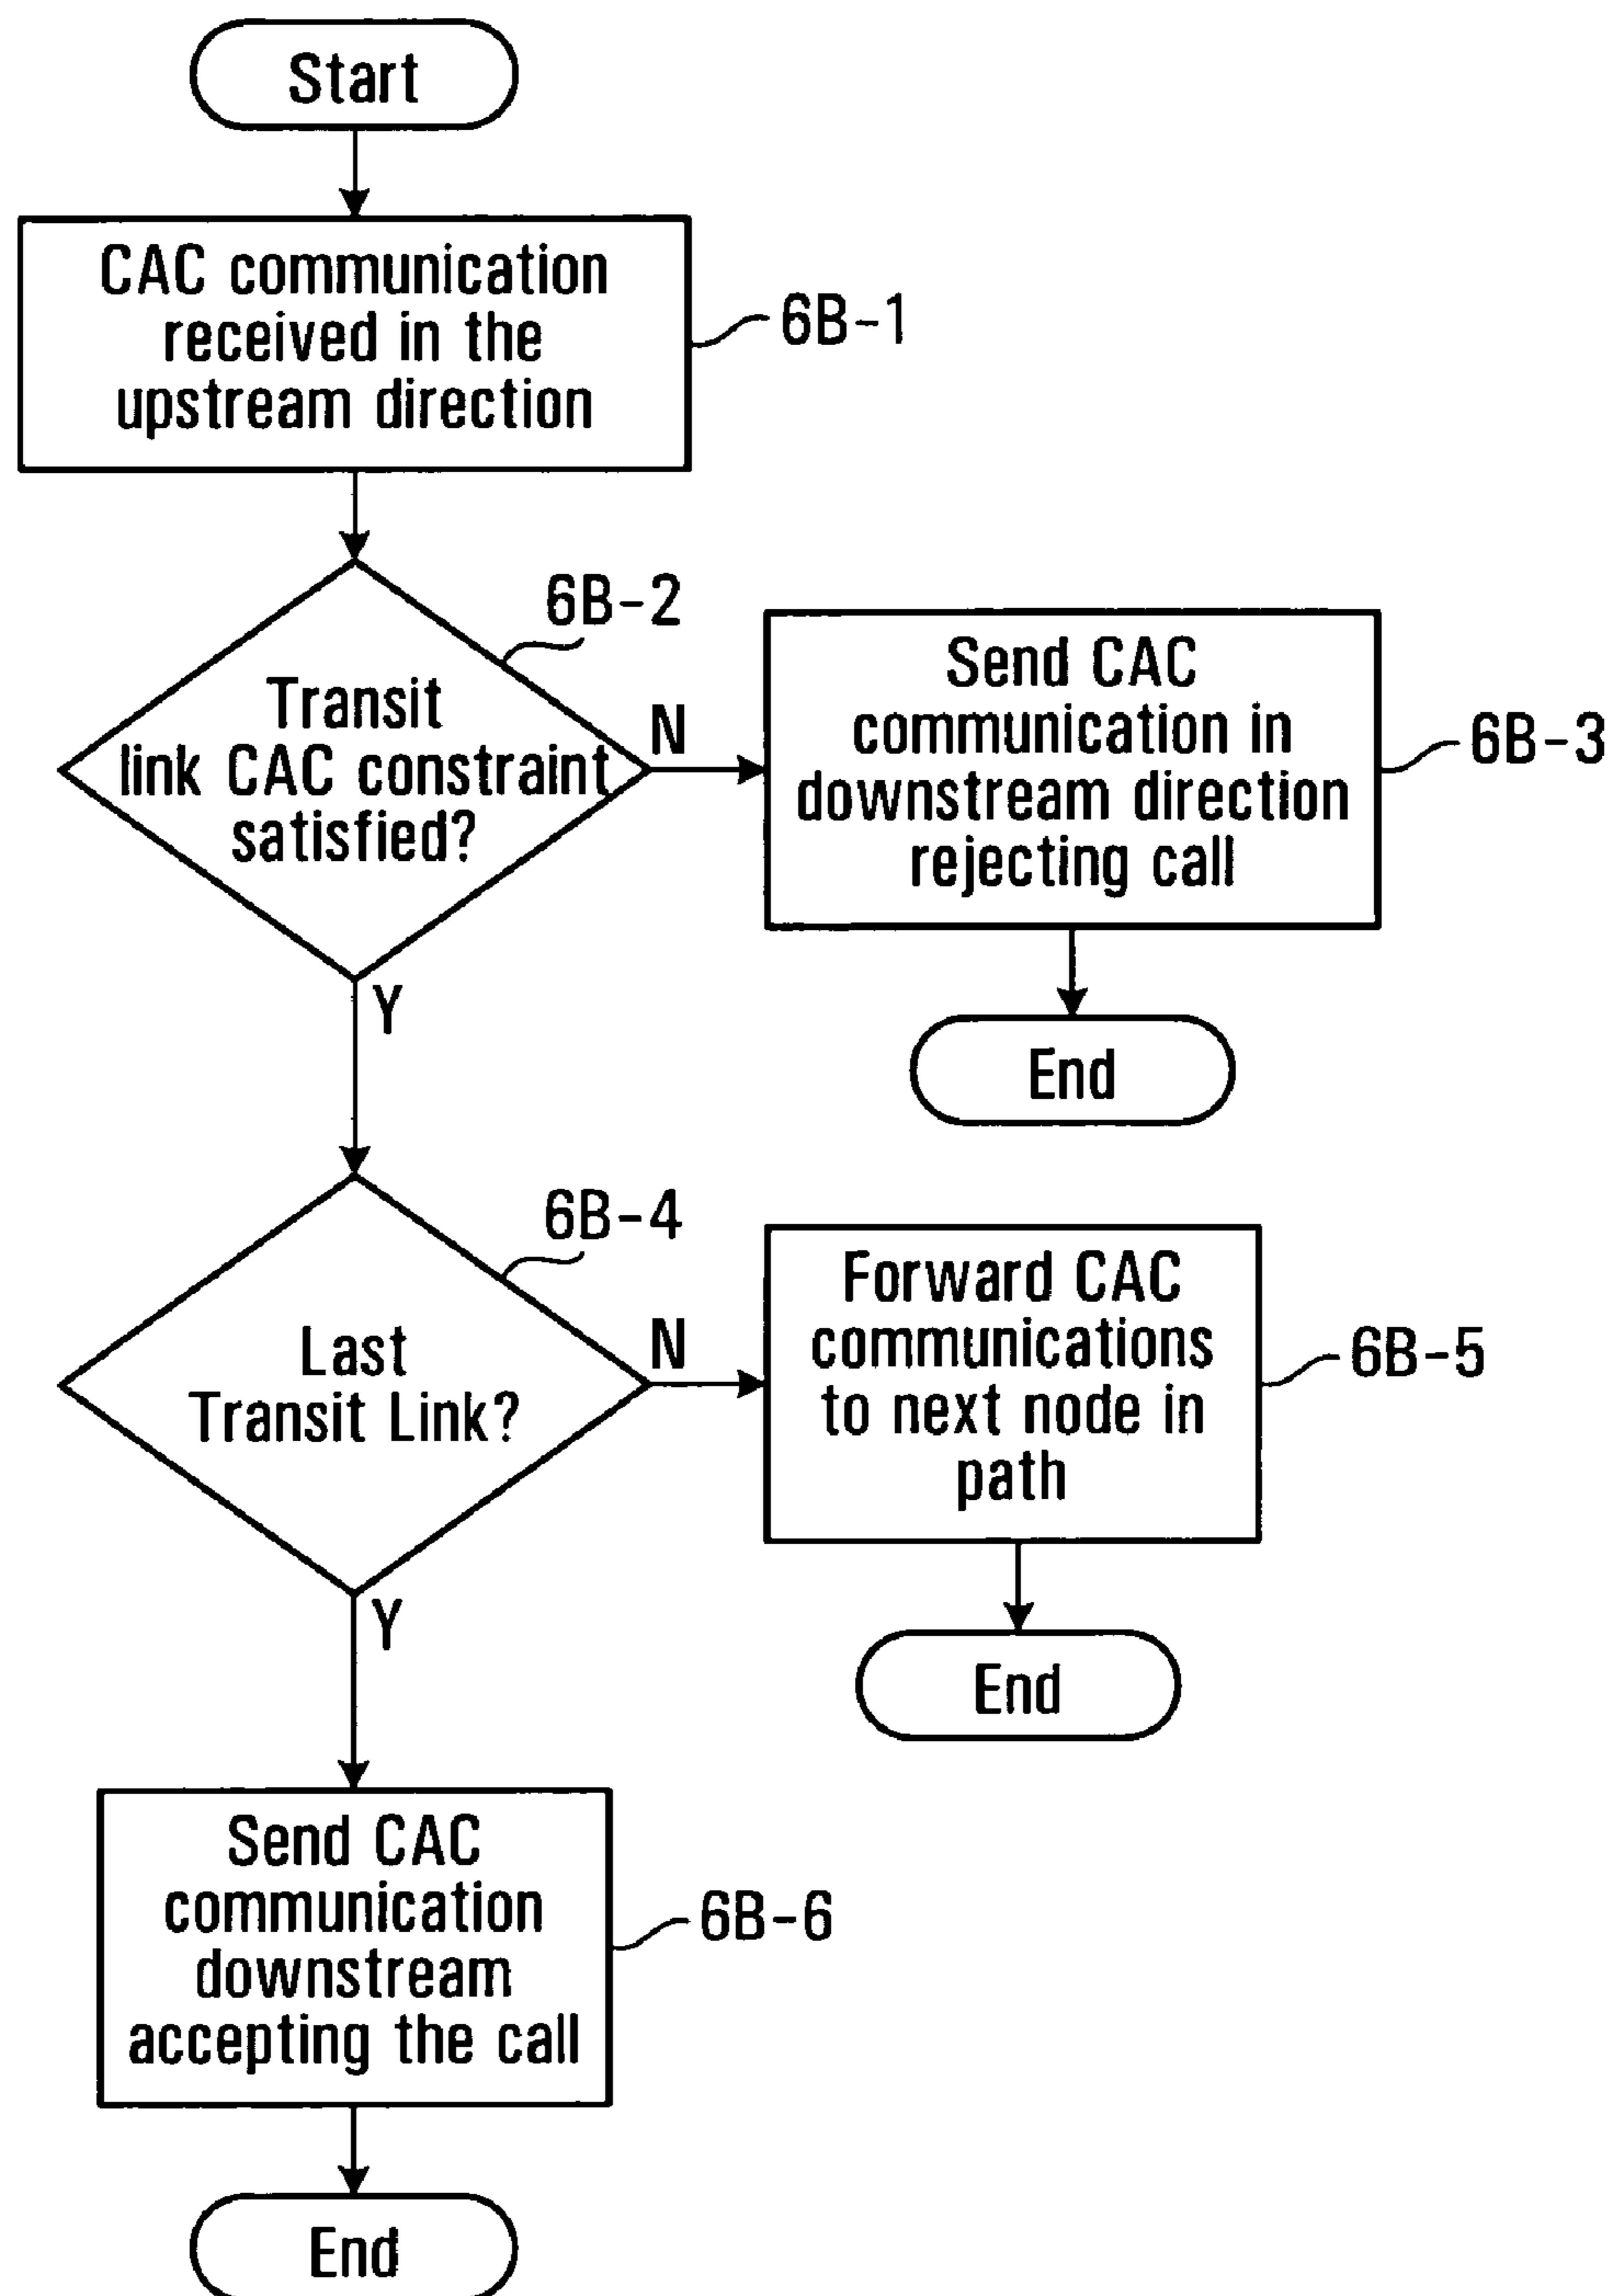 Start
CAC communication
received in the
upstream direction
6B-1
6B-2
Transit
link CAC constraint
satisfied?
N
Y
Send CAC
communication in
downstream direction
rejecting call
6B-3
End
6B-4
Last
Transit Link?
N
Y
Forward CAC
communications
to next node in
path
6B-5
End
Send CAC
communication
downstream
accepting the call
6B-6
End